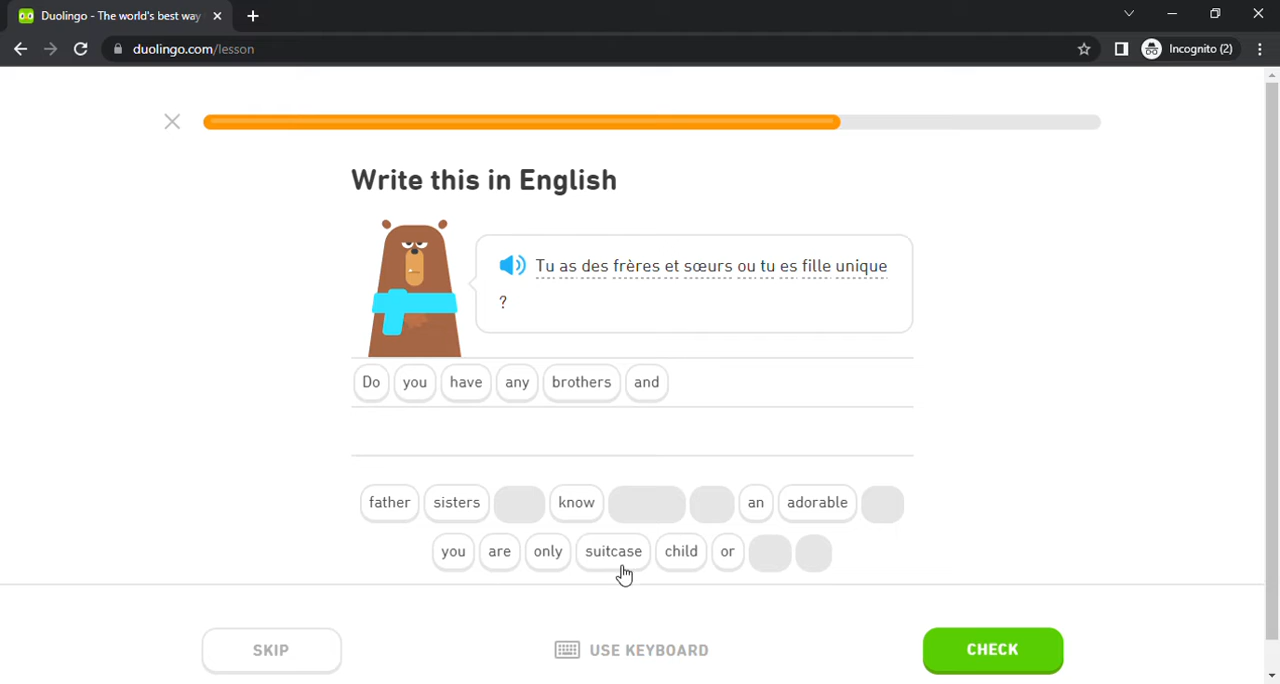 Duolingo - The world's best way
duolingo.com/lesson
Incognito (2)
Write this in English
Tu as des frères et sœurs ou tu es fille unique
?
Do you have any brothers and
father sisters know an adorable
you are only suitcase child or
SKIP
USE KEYBOARD
CHECK